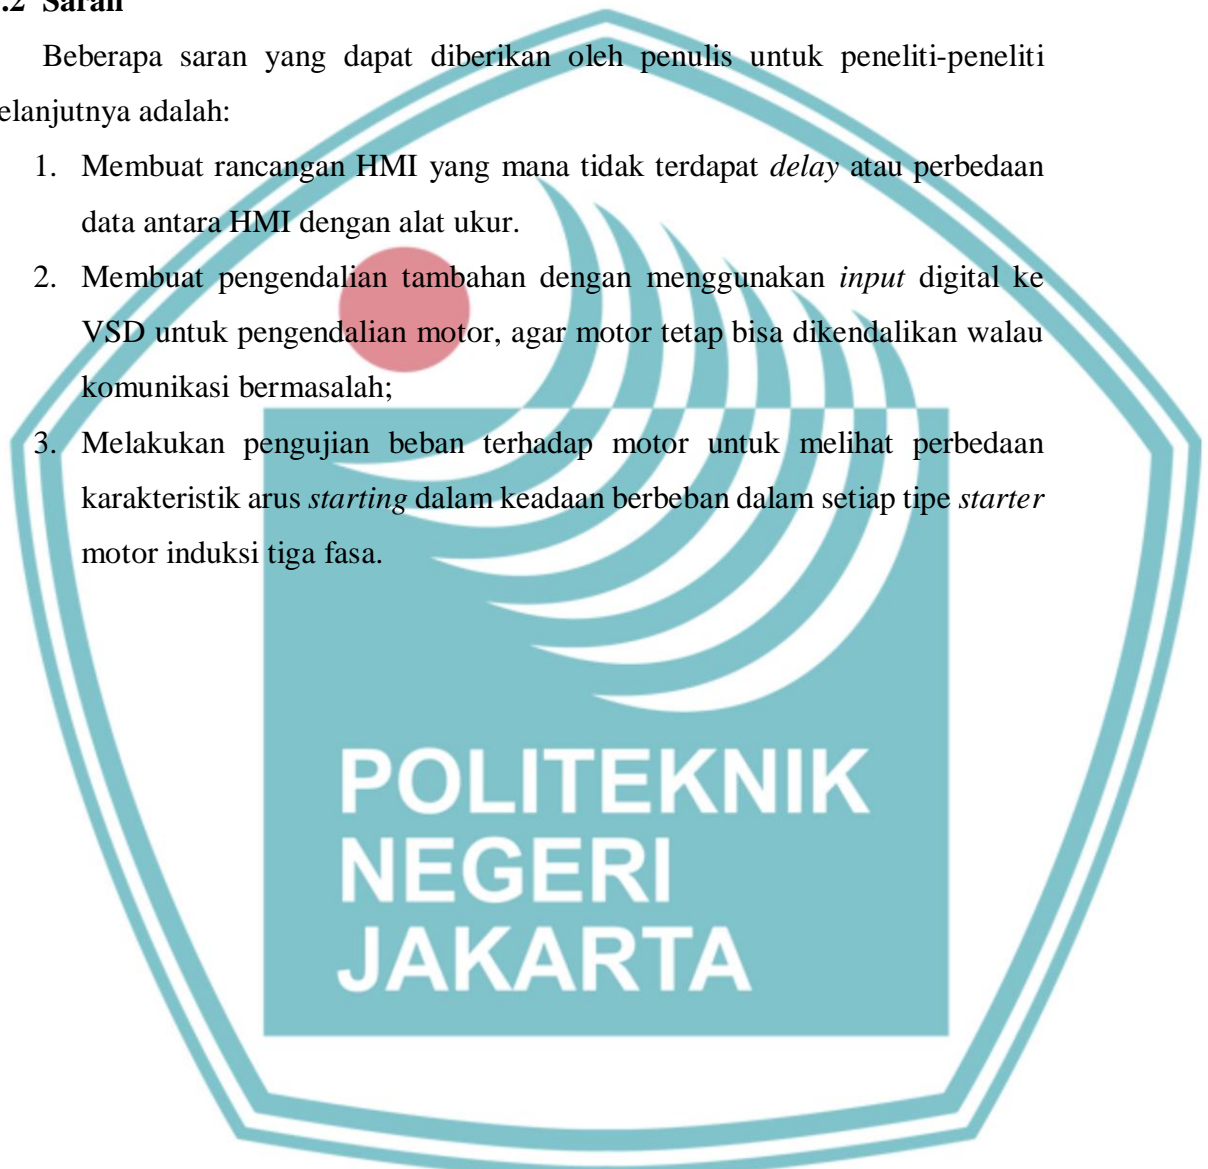 .2 Saran
Beberapa saran yang dapat diberikan oleh penulis untuk peneliti-peneliti
elanjutnya adalah:
1. Membuat rancangan HMI yang mana tidak terdapat delay atau perbedaan
data antara HMI dengan alat ukur.
2. Membuat pengendalian tambahan dengan menggunakan input digital ke
VSD untuk pengendalian motor, agar motor tetap bisa dikendalikan walau
komunikasi bermasalah;
3. Melakukan pengujian beban terhadap motor untuk melihat perbedaan
karakteristik arus starting dalam keadaan berbeban dalam setiap tipe starter
motor induksi tiga fasa.
POLITEKNIK
NEGERI
JAKARTA